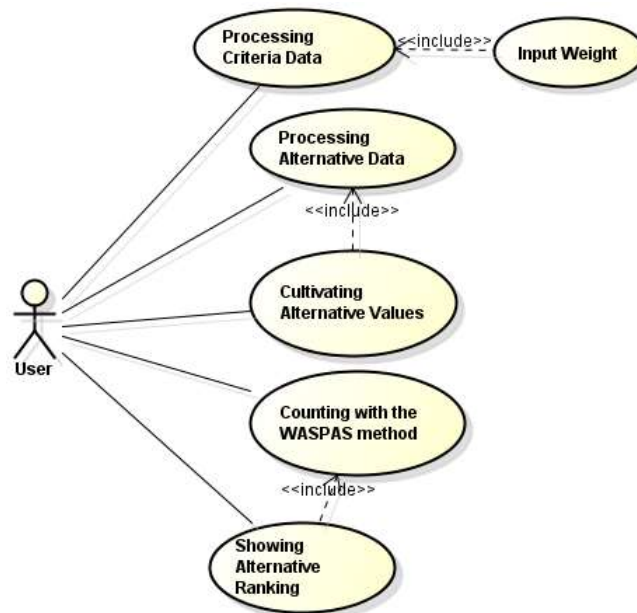 Processing
Criteria Data
<<include>>
Input Weight
Processing
Alternative Data
<<include>>
Cultivating
Alternative Values
User
Counting with the
WASPAS method
<<include>>
Showing
Alternative
Ranking